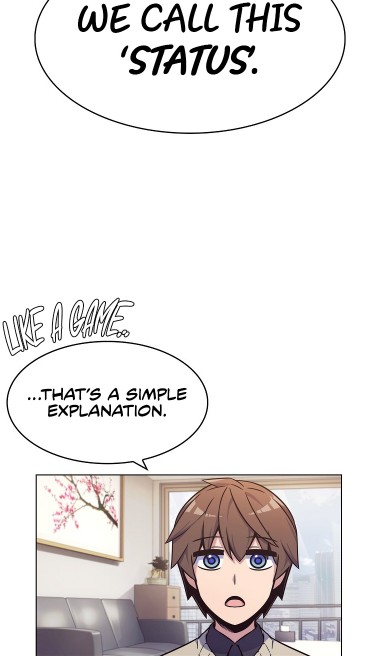 WE CALL THIS
'STATUS'.
LIKE A GAME..
...THAT'S A SIMPLE
EXPLANATION.